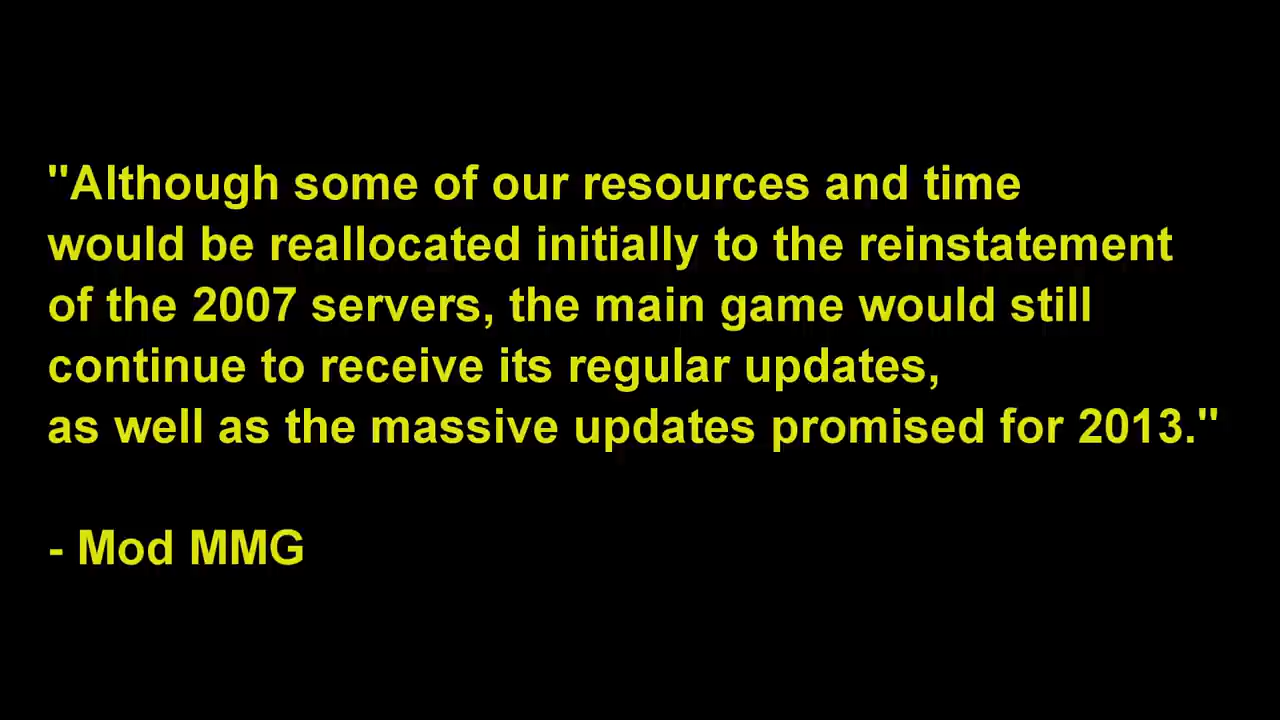 "Although some of our resources and time
would be reallocated initially to the reinstatement
of the 2007 servers, the main game would still
continue to receive its regular updates,
as well as the massive updates promised for 2013."
- Mod MMG